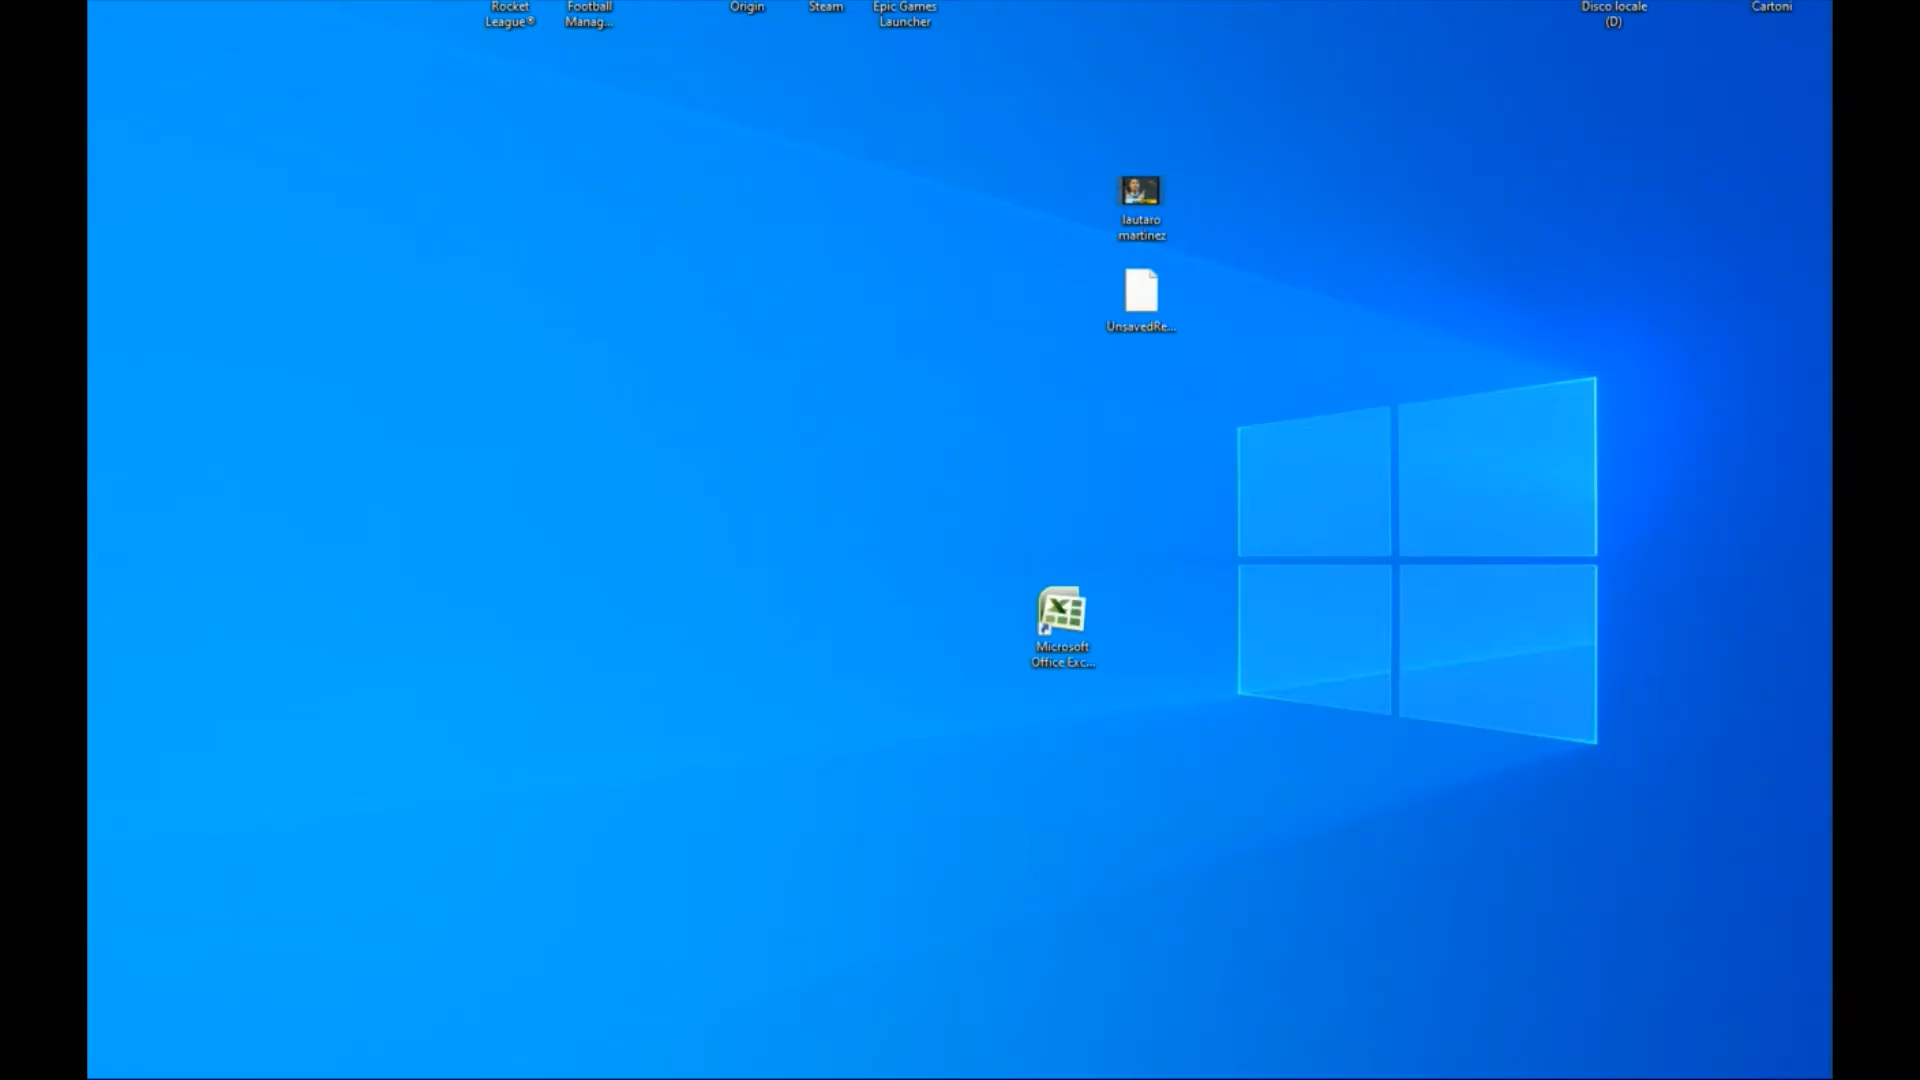 Rocket
League®
Football
Manag...
Origin
Steam
Epic Games
Launcher
Disco locale
(D)
Cartoni
lautaro
martinez
UnsavedRe...
Microsoft
Office Exc...